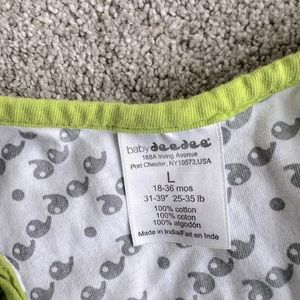 baby deedee
168A Irving Avenue
Port Chester, NY10573,USA
L
18-36 mos
31-39" 25-35 lb
100% cotton
100% coton
100% algodón
Made in India/Fait en Inde